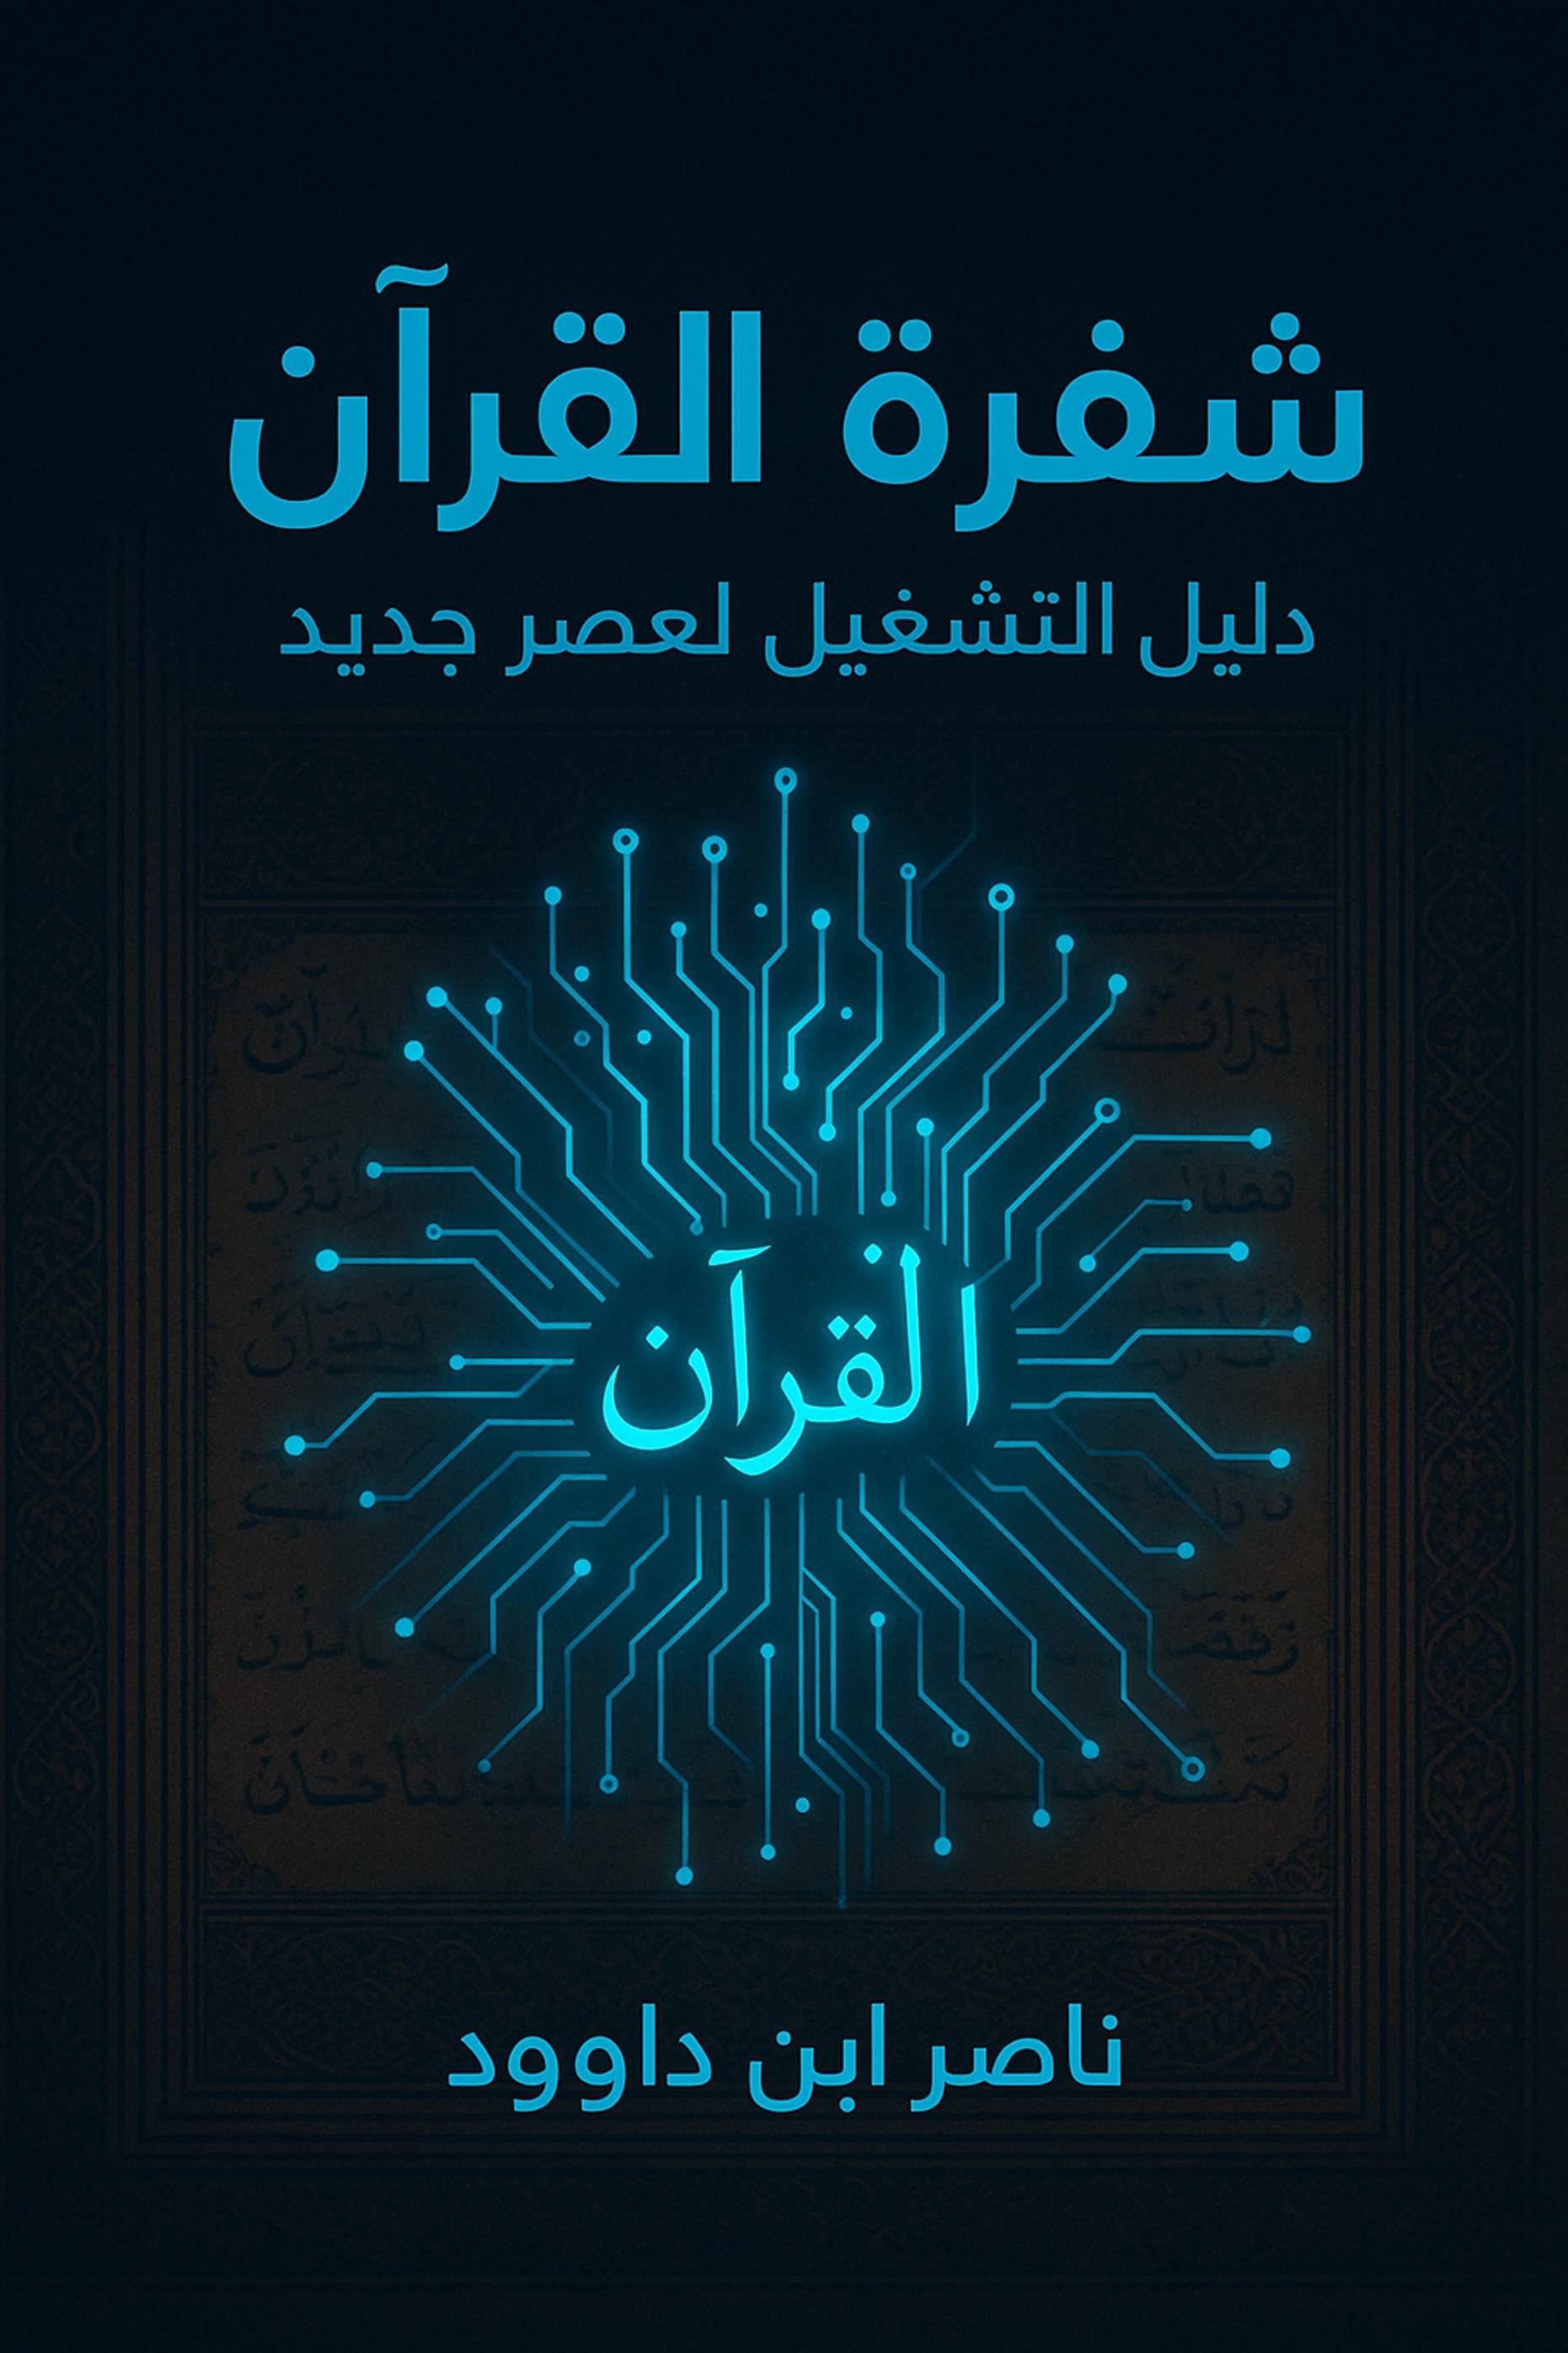 شفرة القرآن
دليل التشغيل لعصر جديد
القرآن
ناصر ابن داوود